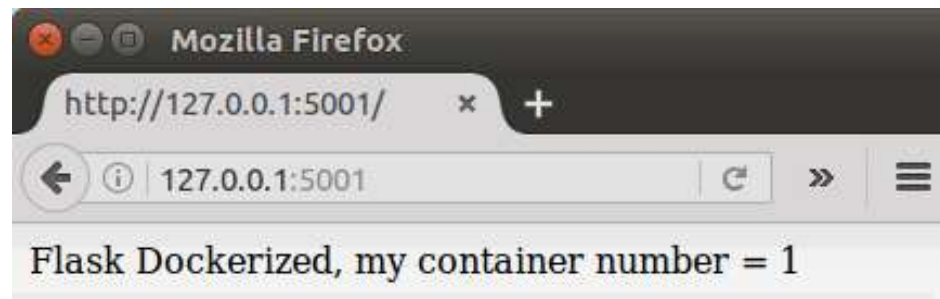 Mozilla Firefox
http://127.0.0.1:5001/
127.0.0.1:5001
Flask Dockerized, my container number = 1